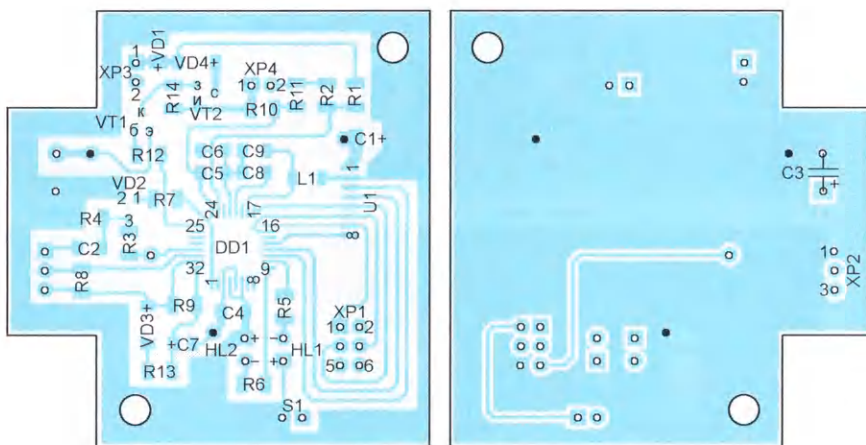 1 +VD1
VD4+
XP3
XP4
2
з
с
и
1 2
R14
VT2
R10
R11
R2
R1
к
VT1
б э
R12
C1+
C6 C9
C5 C8
L1
1
U1
8
VD2
2 1
R7
24
17
R4
3
25
16
C2
R3
DD1
R8
32
9
1
8
R9
C4
R5
VD3+
+C7
HL2
+ −
− +
HL1
R13
R6
XP1
1 2
5 6
S1
C3
+
1
XP2
3